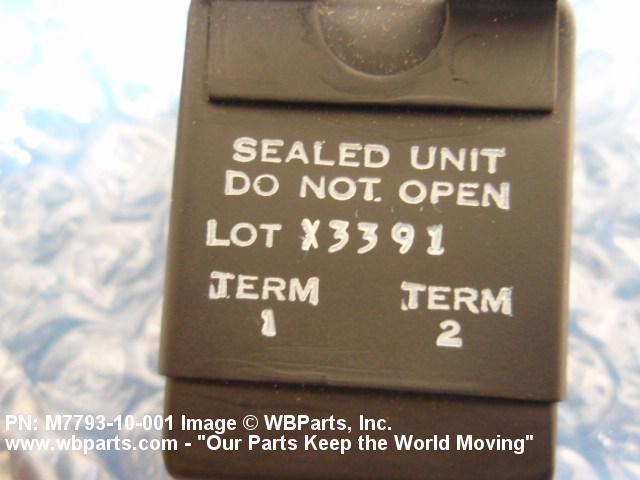 SEALED UNIT
DO NOT OPEN
LOT X3391
TERM TERM
1 2
PN: M7793-10-001 Image © WBParts, Inc.
www.wbparts.com - "Our Parts Keep the World Moving"